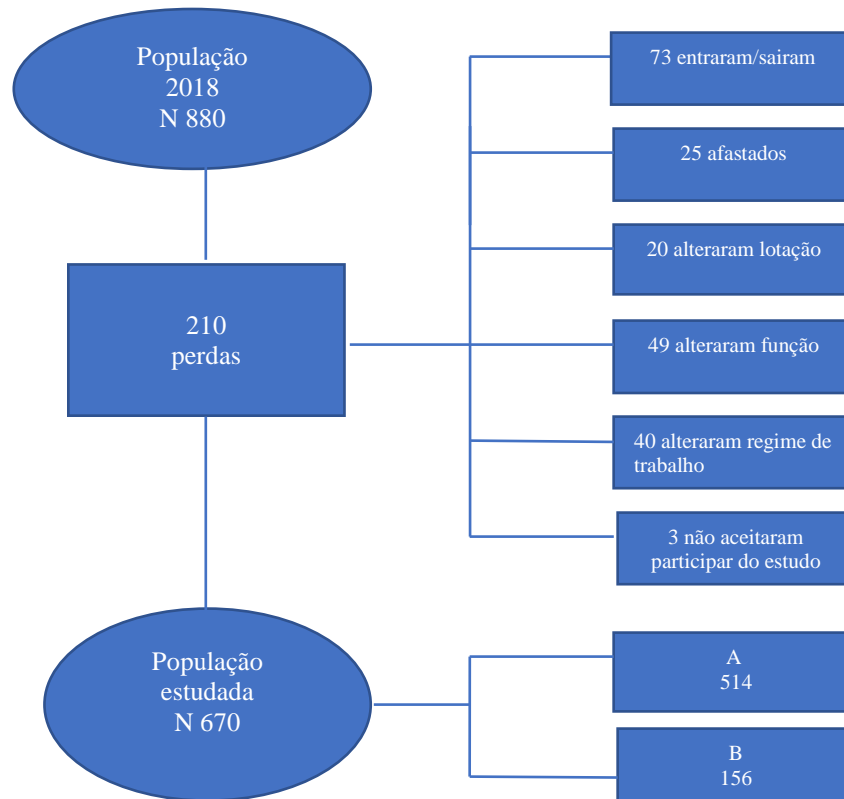 População
2018
N 880
73 entraram/sairam
25 afastados
20 alteraram lotação
210
perdas
49 alteraram função
40 alteraram regime de
trabalho
3 não aceitaram
participar do estudo
População
estudada
N 670
A
514
B
156